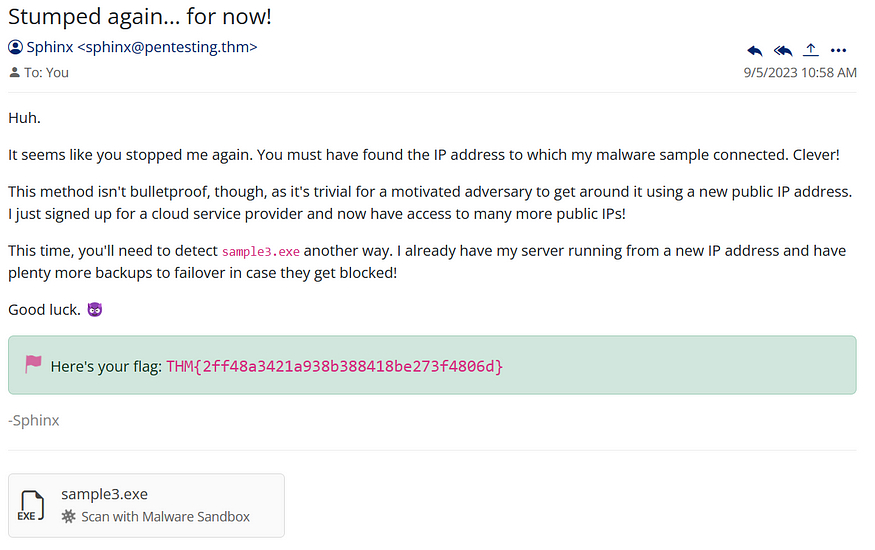 Stumped again... for now!
Sphinx <sphinx@pentesting.thm>
To: You
9/5/2023 10:58 AM
Huh.
It seems like you stopped me again. You must have found the IP address to which my malware sample connected. Clever!
This method isn't bulletproof, though, as it's trivial for a motivated adversary to get around it using a new public IP address.
I just signed up for a cloud service provider and now have access to many more public IPs!
This time, you'll need to detect sample3.exe another way. I already have my server running from a new IP address and have
plenty more backups to failover in case they get blocked!
Good luck. 😈
Here's your flag: THM{2ff48a3421a938b388418be273f4806d}
-Sphinx
EXE
sample3.exe
Scan with Malware Sandbox